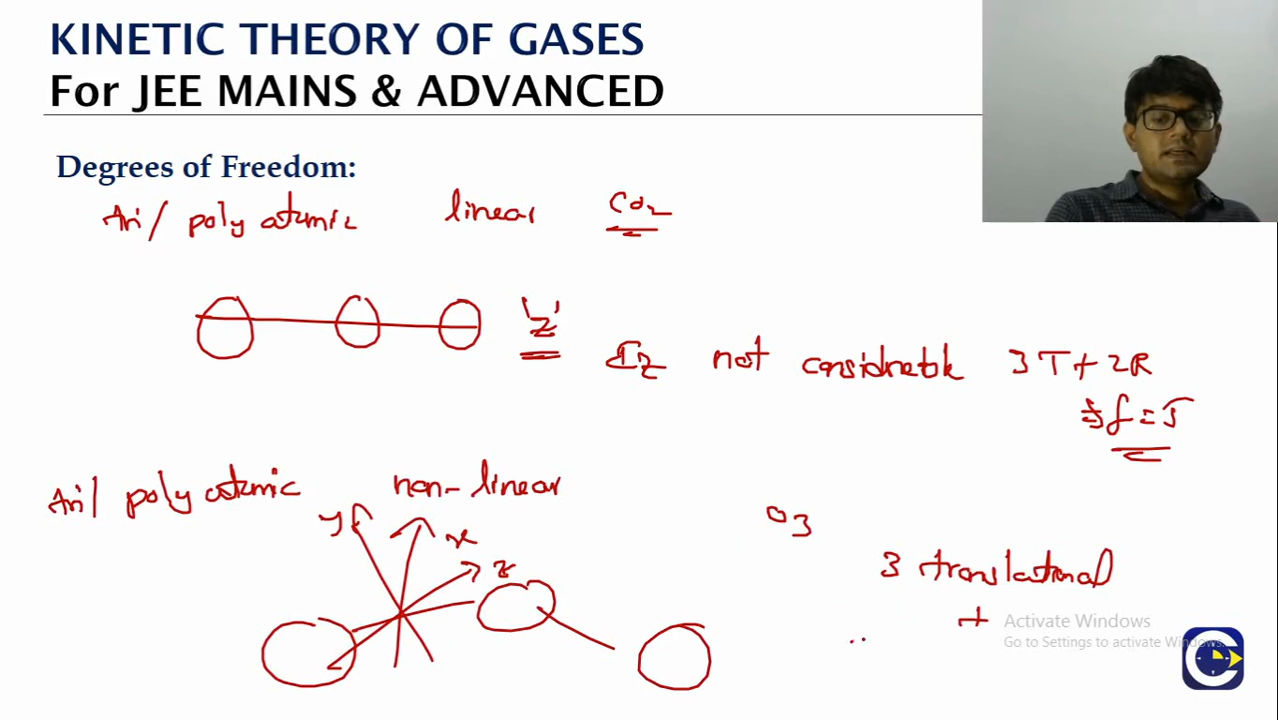 KINETIC THEORY OF GASES
For JEE MAINS & ADVANCED
Degrees of Freedom:
tri/ poly atomic linear CO2
'z'
Iz not considerable 3T+2R
⇒ f = 5
tri/ poly atomic non-linear
y x z
O3
3 translational
+
Activate Windows
Go to Settings to activate Windows.